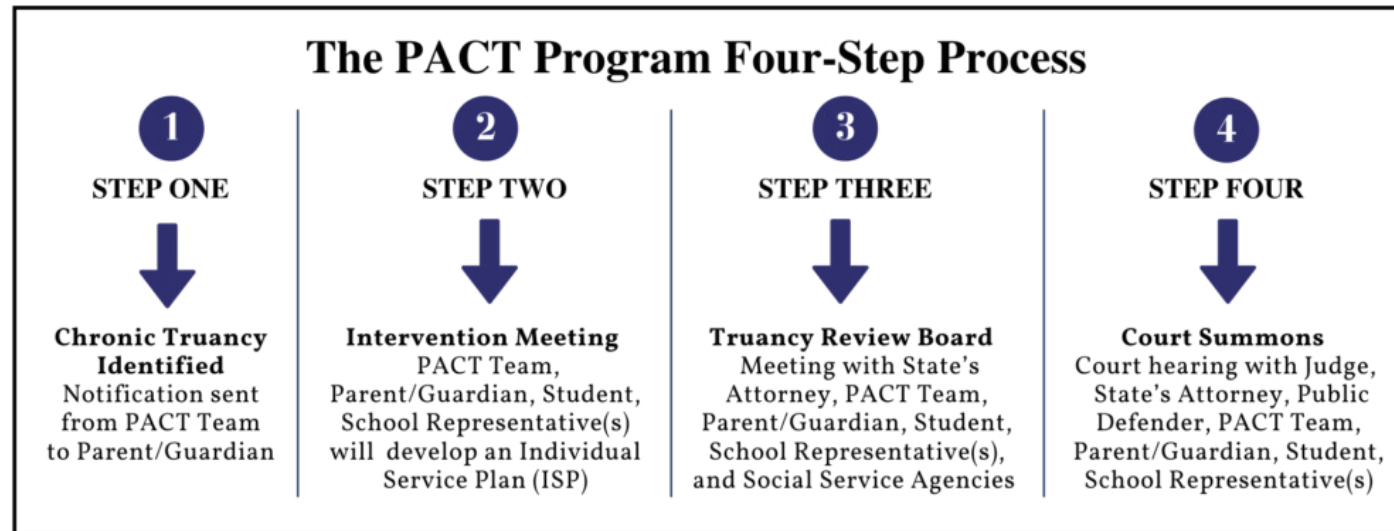 The PACT Program Four-Step Process
1
STEP ONE
Chronic Truancy
Identified
Notification sent
from PACT Team
to Parent/Guardian
2
STEP TWO
Intervention Meeting
PACT Team,
Parent/Guardian, Student,
School Representative(s)
will develop an Individual
Service Plan (ISP)
3
STEP THREE
Truancy Review Board
Meeting with State's
Attorney, PACT Team,
Parent/Guardian, Student,
School Representative(s),
and Social Service Agencies
4
STEP FOUR
Court Summons
Court hearing with Judge,
State's Attorney, Public
Defender, PACT Team,
Parent/Guardian, Student,
School Representative(s)